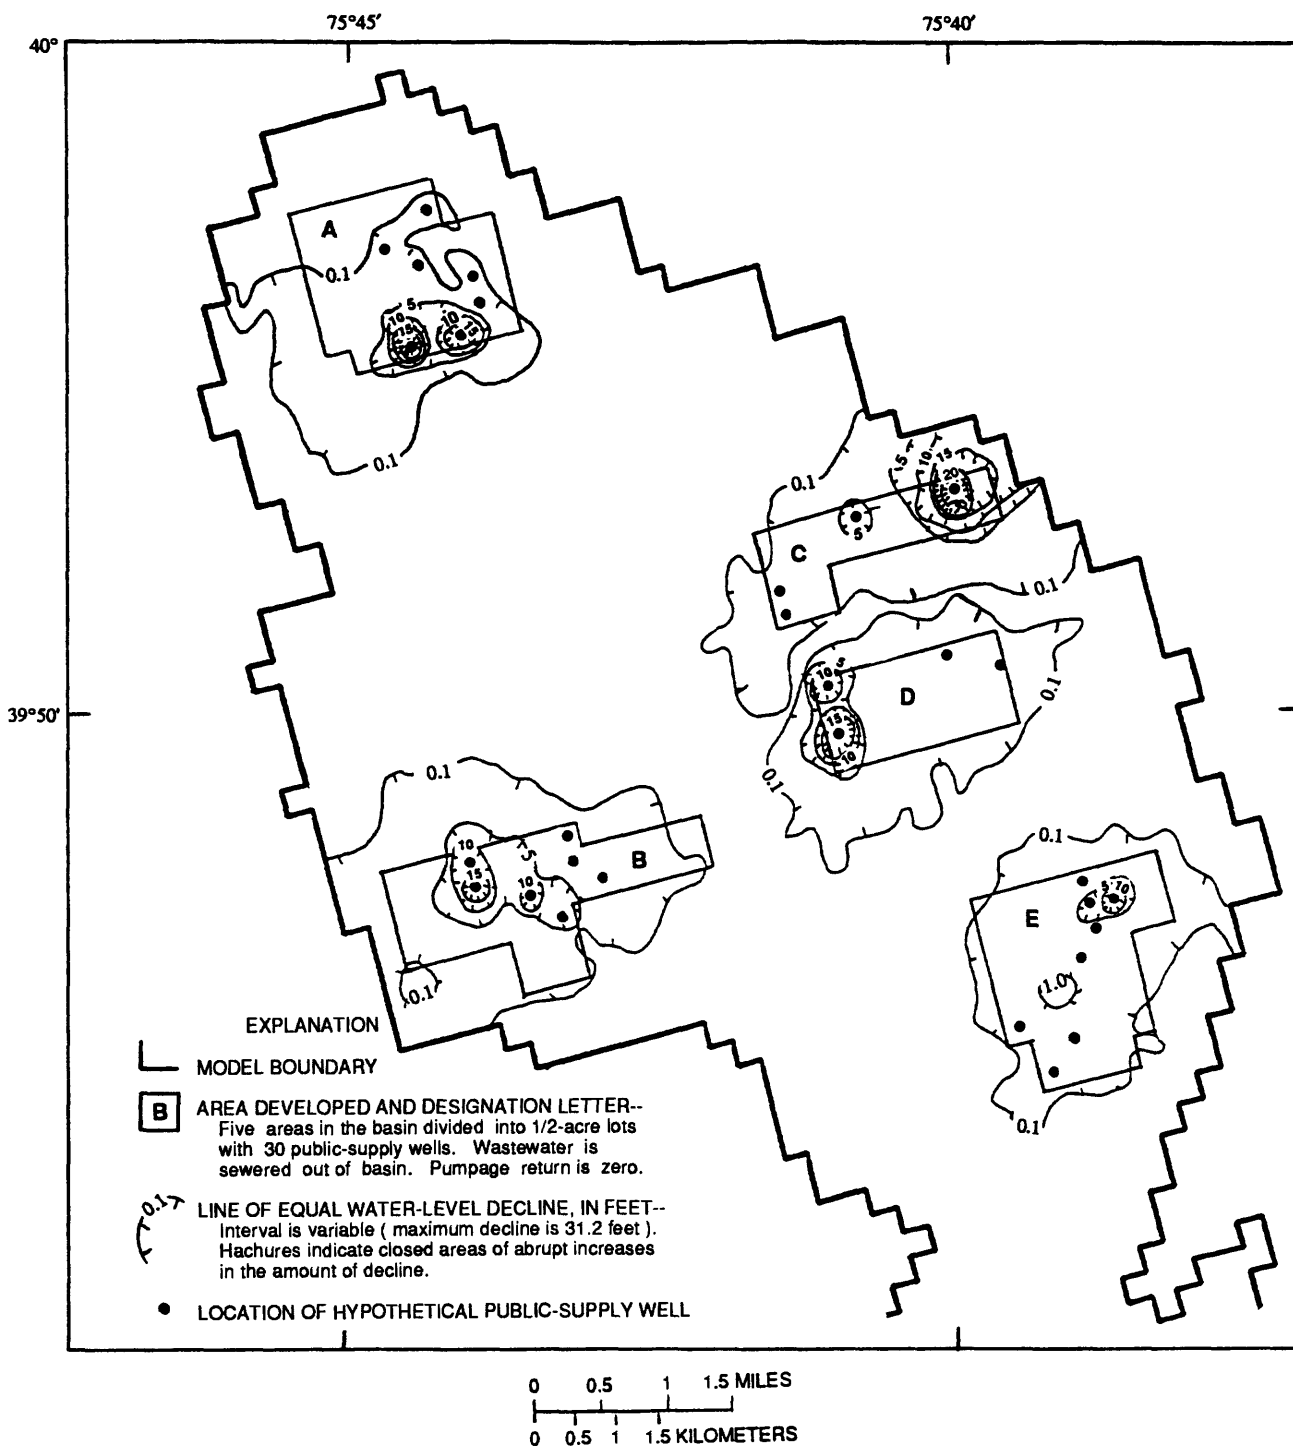 75°45′ 75°40′
40°
A
0.1
5
10 10
15 15
0.1
5 10 15
0.1 20
20
5
C
0.1
5
10
D
0.1
39°50′
15
10
0.1
0.1
0.1
10 5 B
15 10
5 10
E
1.0
0.1
0.1
EXPLANATION
MODEL BOUNDARY
B AREA DEVELOPED AND DESIGNATION LETTER--
Five areas in the basin divided into 1/2-acre lots
with 30 public-supply wells. Wastewater is
sewered out of basin. Pumpage return is zero.
0.1 LINE OF EQUAL WATER-LEVEL DECLINE, IN FEET--
Interval is variable ( maximum decline is 31.2 feet ).
Hachures indicate closed areas of abrupt increases
in the amount of decline.
LOCATION OF HYPOTHETICAL PUBLIC-SUPPLY WELL
0 0.5 1 1.5 MILES
0 0.5 1 1.5 KILOMETERS